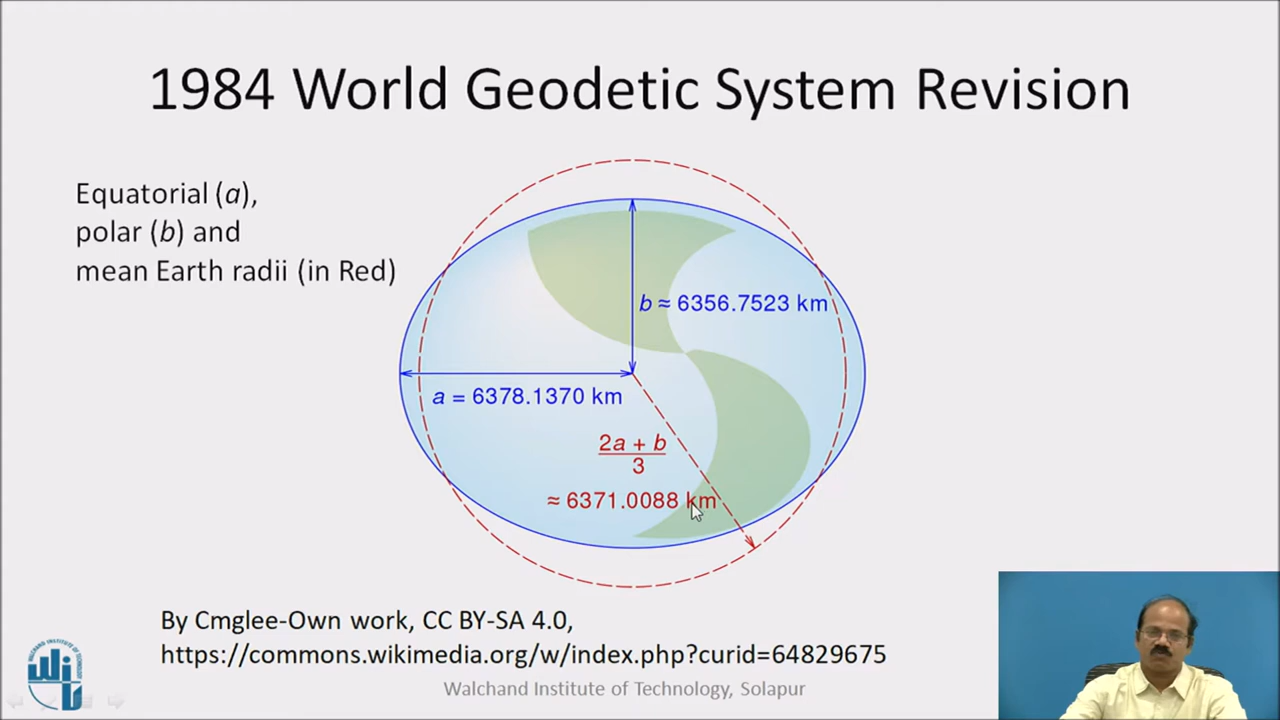 1984 World Geodetic System Revision
Equatorial (a),
polar (b) and
mean Earth radii (in Red)
b ≈ 6356.7523 km
a = 6378.1370 km
2a + b
3
≈ 6371.0088 km
By Cmglee-Own work, CC BY-SA 4.0,
https://commons.wikimedia.org/w/index.php?curid=64829675
Walchand Institute of Technology, Solapur